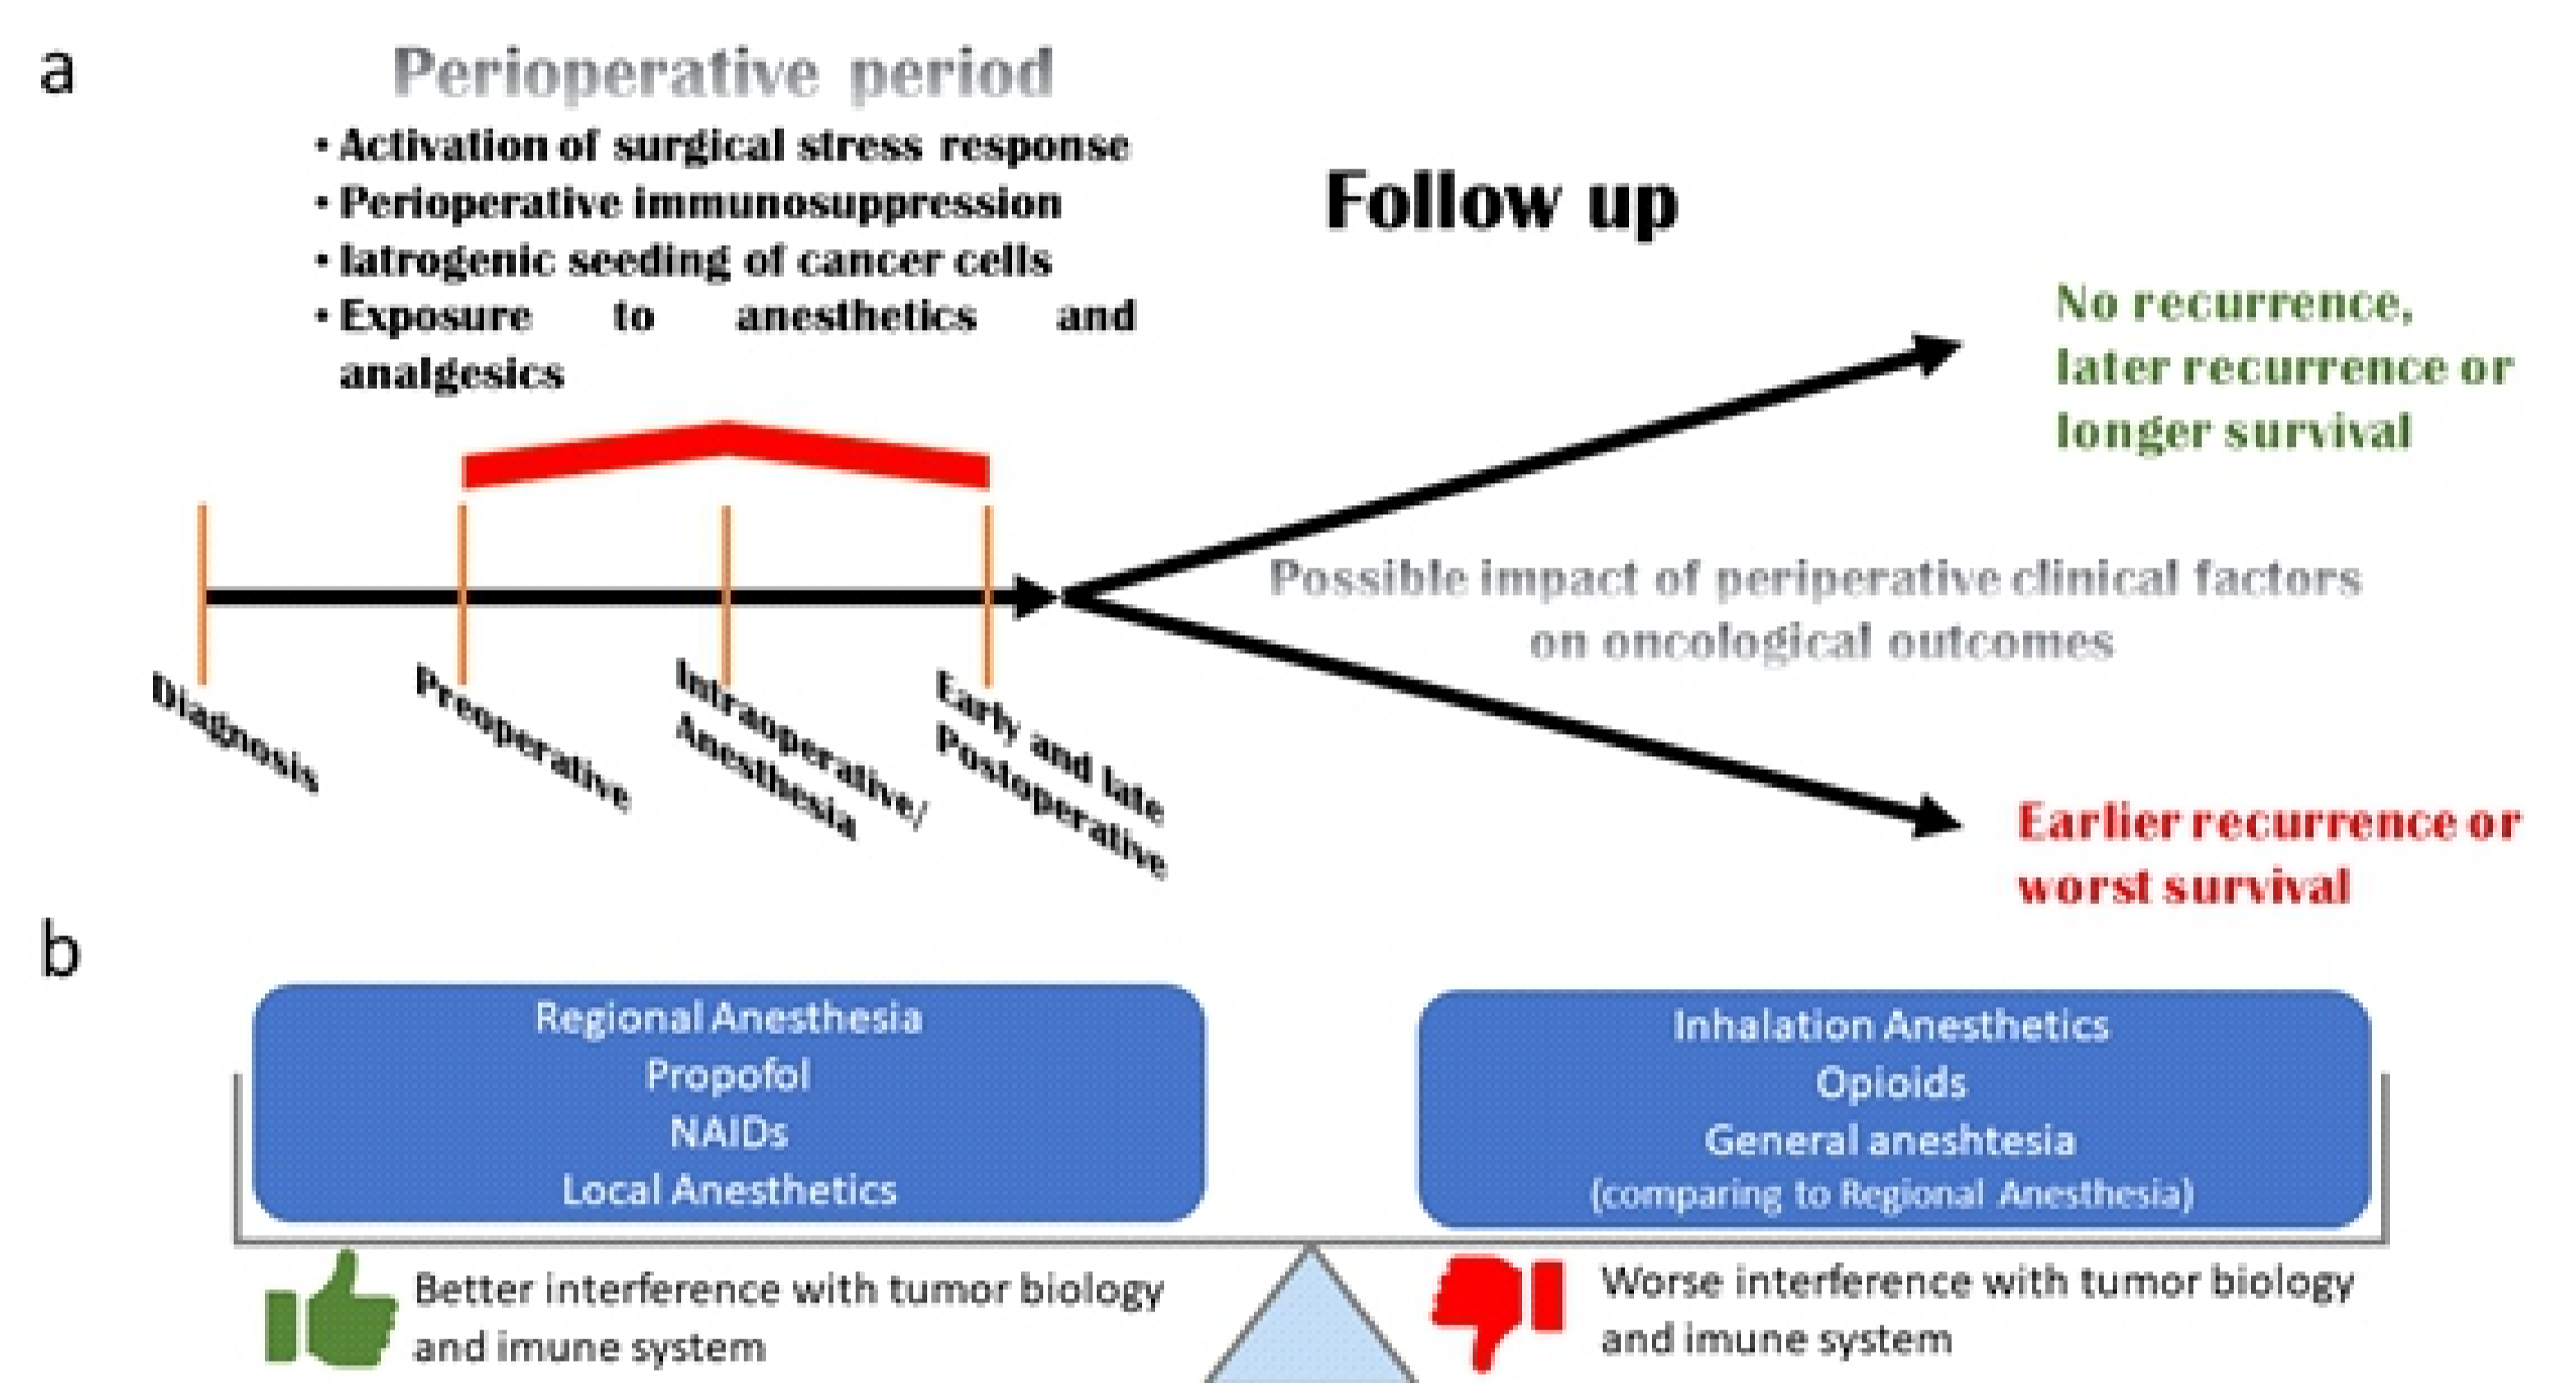 a
Perioperative period
• Activation of surgical stress response
• Perioperative immunosuppression
• Iatrogenic seeding of cancer cells
• Exposure to anesthetics and
analgesics
Follow up
No recurrence,
later recurrence or
longer survival
Possible impact of periperative clinical factors
on oncological outcomes
Diagnosis
Preoperative
Intraoperative/
Anesthesia
Early and late
Postoperative
Earlier recurrence or
worst survival
b
Regional Anesthesia
Propofol
NAIDs
Local Anesthetics
Inhalation Anesthetics
Opioids
General aneshtesia
(comparing to Regional Anesthesia)
Better interference with tumor biology
and imune system
Worse interference with tumor biology
and imune system